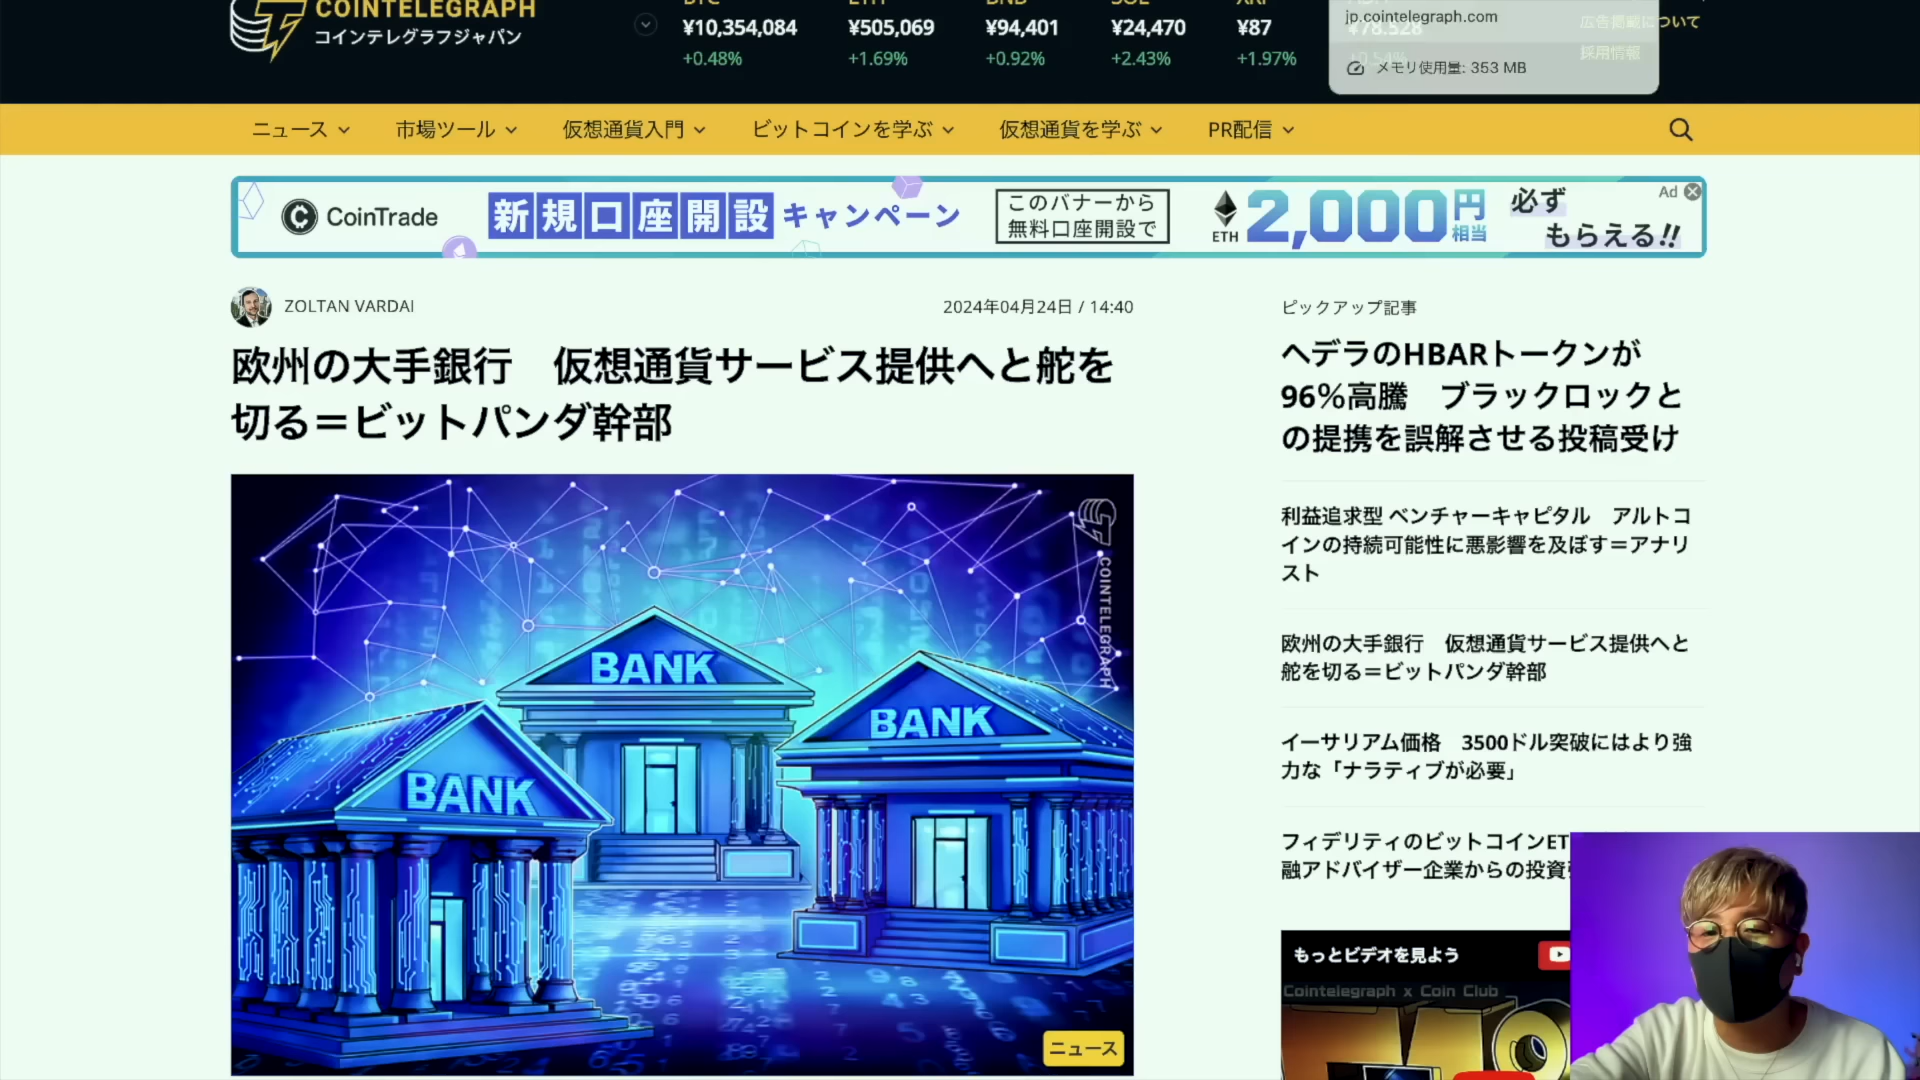 COINTELEGRAPH
コインテレグラフジャパン
BTC
¥10,354,084
+0.48%
ETH
¥505,069
+1.69%
BNB
¥94,401
+0.92%
SOL
¥24,470
+2.43%
XRP
¥87
+1.97%
¥78.528
jp.cointelegraph.com
メモリ使用量: 353 MB
広告掲載について
採用情報
ニュース
市場ツール
仮想通貨入門
ビットコインを学ぶ
仮想通貨を学ぶ
PR配信
CoinTrade
新規口座開設キャンペーン
このバナーから
無料口座開設で
ETH
2,000円相当
必ず
もらえる!!
Ad
ZOLTAN VARDAI
2024年04月24日 / 14:40
欧州の大手銀行　仮想通貨サービス提供へと舵を
切る＝ビットパンダ幹部
BANK
BANK
BANK
COINTELEGRAPH
ニュース
ピックアップ記事
ヘデラのHBARトークンが
96%高騰　ブラックロックと
の提携を誤解させる投稿受け
利益追求型 ベンチャーキャピタル　アルトコ
インの持続可能性に悪影響を及ぼす＝アナリ
スト
欧州の大手銀行　仮想通貨サービス提供へと
舵を切る＝ビットパンダ幹部
イーサリアム価格　3500ドル突破にはより強
力な「ナラティブが必要」
フィデリティのビットコインET
融アドバイザー企業からの投資
もっとビデオを見よう
Cointelegraph x Coin Club